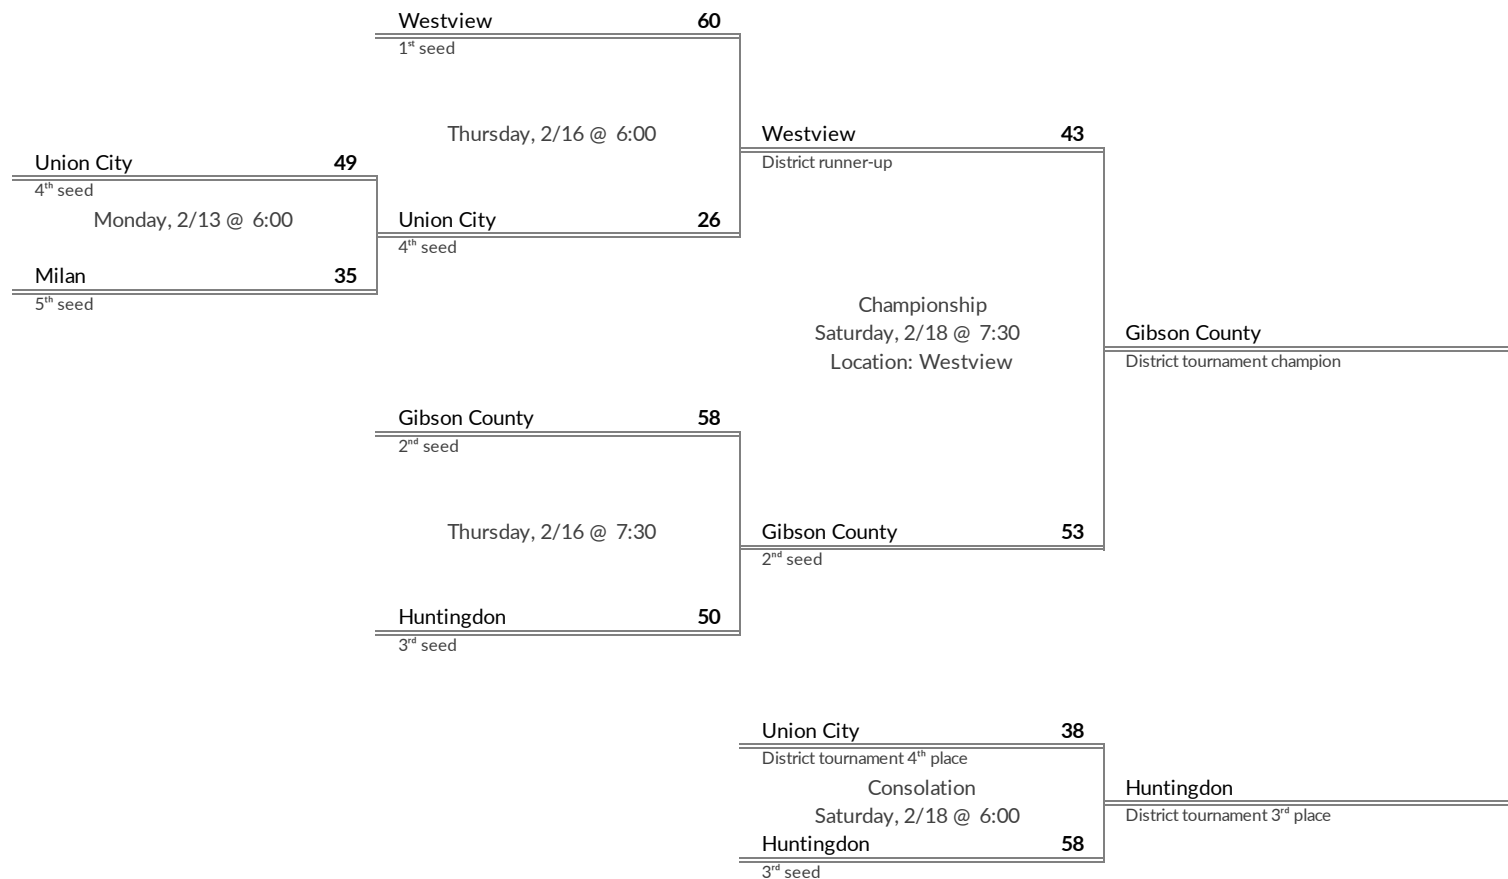 Westview 60
1st seed
Thursday, 2/16 @ 6:00
Westview 43
District runner-up
Union City 49
4th seed
Monday, 2/13 @ 6:00
Union City 26
4th seed
Milan 35
5th seed
Championship
Saturday, 2/18 @ 7:30
Location: Westview
Gibson County
District tournament champion
Gibson County 58
2nd seed
Thursday, 2/16 @ 7:30
Gibson County 53
2nd seed
Huntingdon 50
3rd seed
Union City 38
District tournament 4th place
Consolation
Saturday, 2/18 @ 6:00
Huntingdon
District tournament 3rd place
Huntingdon 58
3rd seed